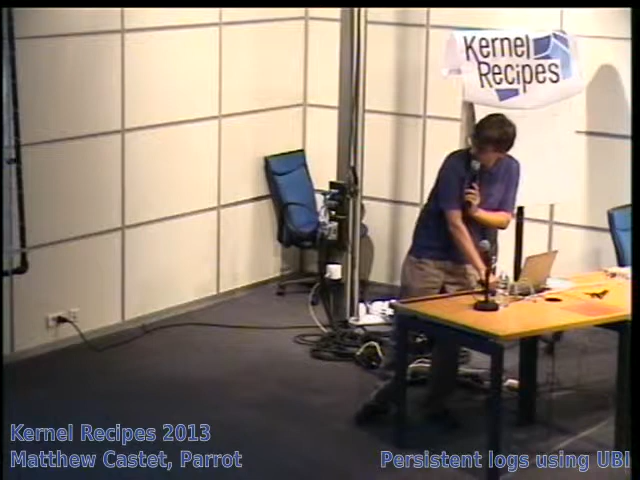 Kernel
Recipes
Kernel Recipes 2013
Matthew Castet, Parrot
Persistent logs using UBI